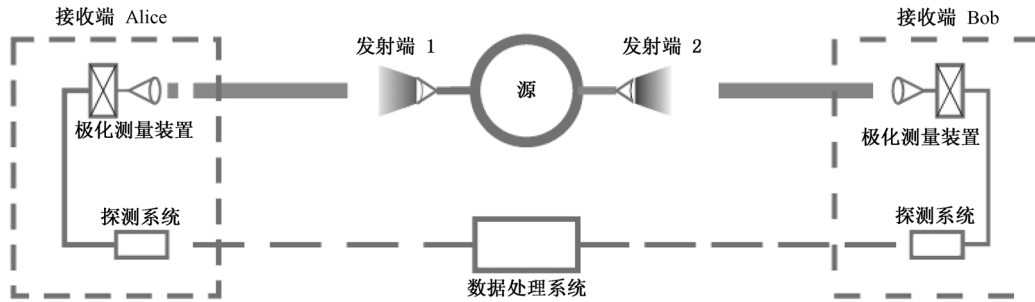 接收端 Alice
接收端 Bob
发射端 1
发射端 2
源
极化测量装置
极化测量装置
探测系统
探测系统
数据处理系统